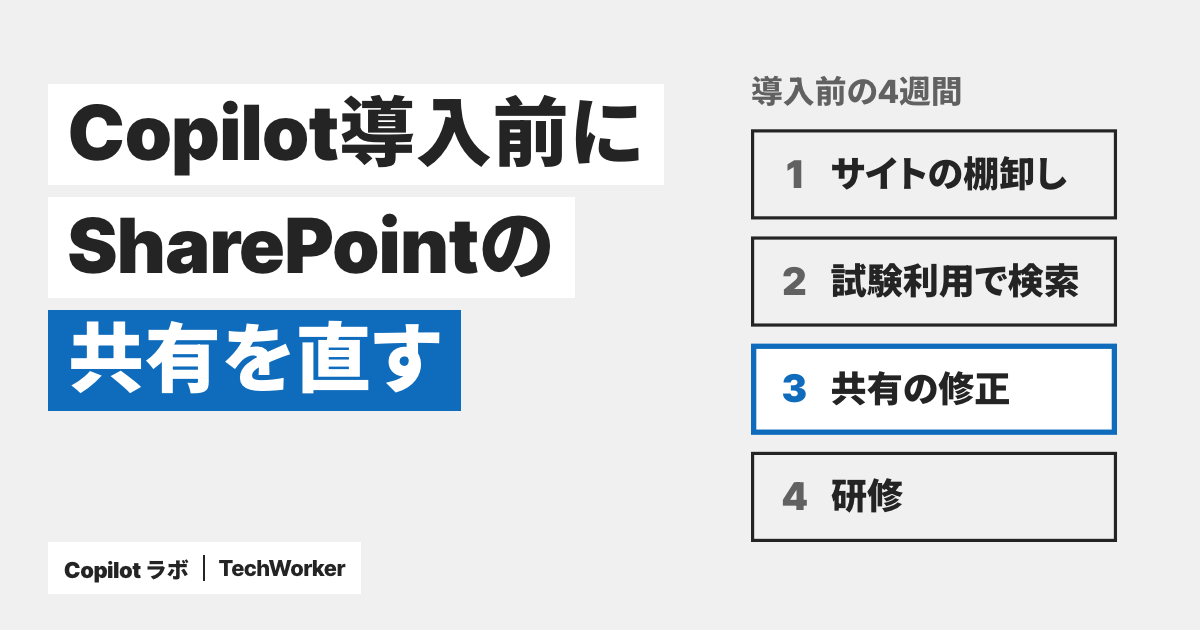 Copilot導入前に
SharePointの
共有を直す
導入前の4週間
1 サイトの棚卸し
2 試験利用で検索
3 共有の修正
4 研修
Copilot ラボ | TechWorker